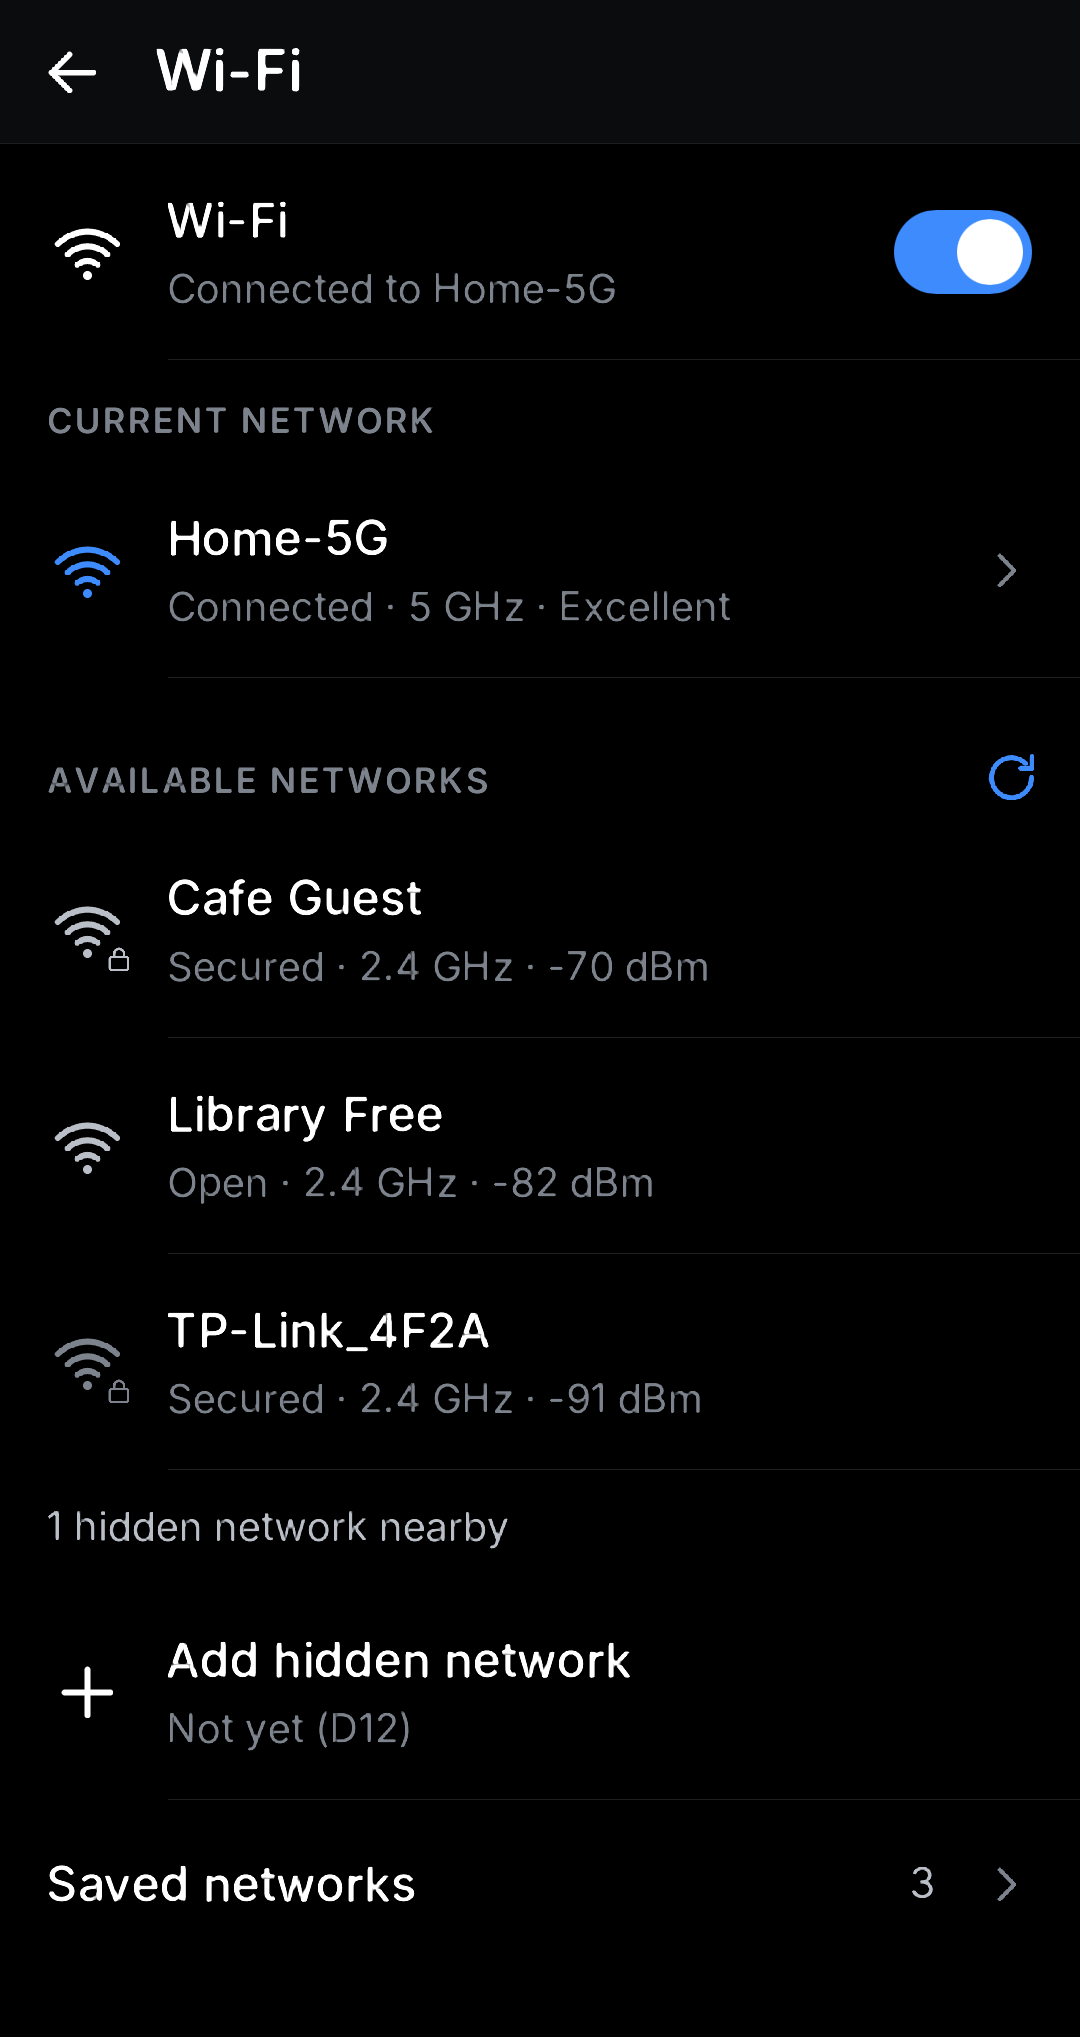 Wi-Fi
Wi-Fi
Connected to Home-5G
CURRENT NETWORK
Home-5G
Connected · 5 GHz · Excellent
AVAILABLE NETWORKS
Cafe Guest
Secured · 2.4 GHz · -70 dBm
Library Free
Open · 2.4 GHz · -82 dBm
TP-Link_4F2A
Secured · 2.4 GHz · -91 dBm
1 hidden network nearby
Add hidden network
Not yet (D12)
Saved networks 3